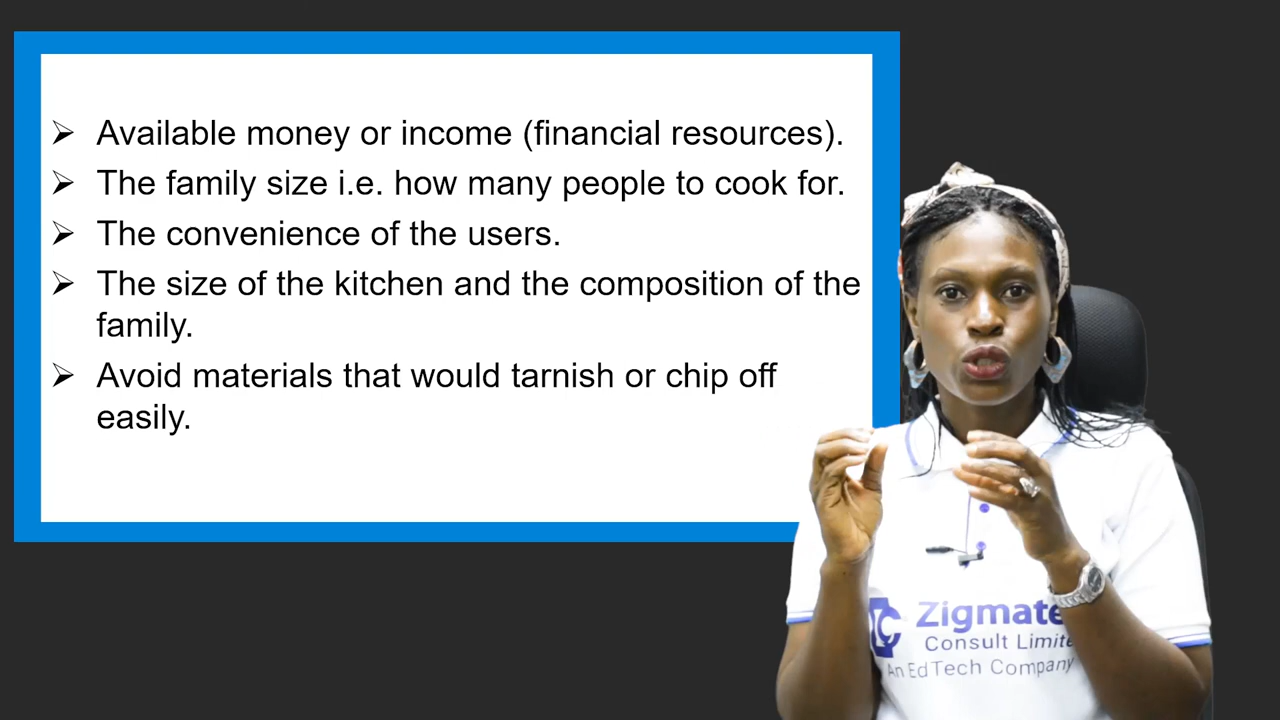 ➢ Available money or income (financial resources).
➢ The family size i.e. how many people to cook for.
➢ The convenience of the users.
➢ The size of the kitchen and the composition of the
family.
➢ Avoid materials that would tarnish or chip off
easily.
Zigmate
Consult Limite
An EdTech Company